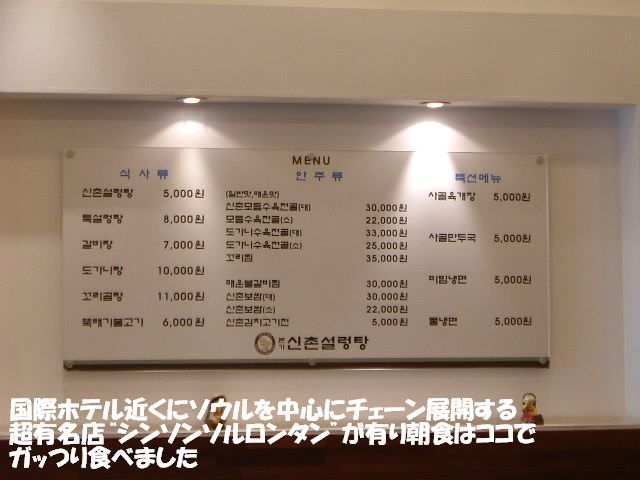 MENU
식사류
신촌설렁탕 5,000원
특설렁탕 8,000원
갈비탕 7,000원
도가니탕 10,000원
꼬리곰탕 11,000원
뚝배기불고기 6,000원
안주류
(일반맛,매운맛)
신촌모듬수육전골(대) 30,000원
모듬수육전골(소) 22,000원
도가니수육전골(대) 33,000원
도가니수육전골(소) 25,000원
꼬리찜 35,000원
매운불갈비찜 30,000원
신촌보쌈(대) 30,000원
신촌보쌈(소) 22,000원
신촌김치고기전 5,000원
특선메뉴
사골육개장 5,000원
사골만두국 5,000원
비빔냉면 5,000원
물냉면 5,000원
본가 신촌설렁탕
国際ホテル近くにソウルを中心にチェーン展開する
超有名店“シンソンソルロンタン”が有り朝食はココで
ガッつり食べました